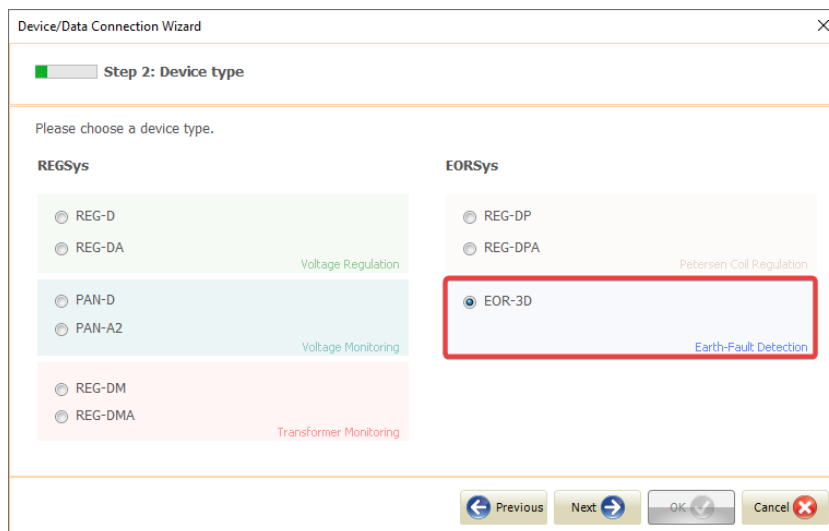 Device/Data Connection Wizard
Step 2: Device type
Please choose a device type.
REGSys
REG-D
REG-DA
Voltage Regulation
PAN-D
PAN-A2
Voltage Monitoring
REG-DM
REG-DMA
Transformer Monitoring
EORSys
REG-DP
REG-DPA
Petersen Coil Regulation
EOR-3D
Earth-Fault Detection
Previous
Next
OK
Cancel